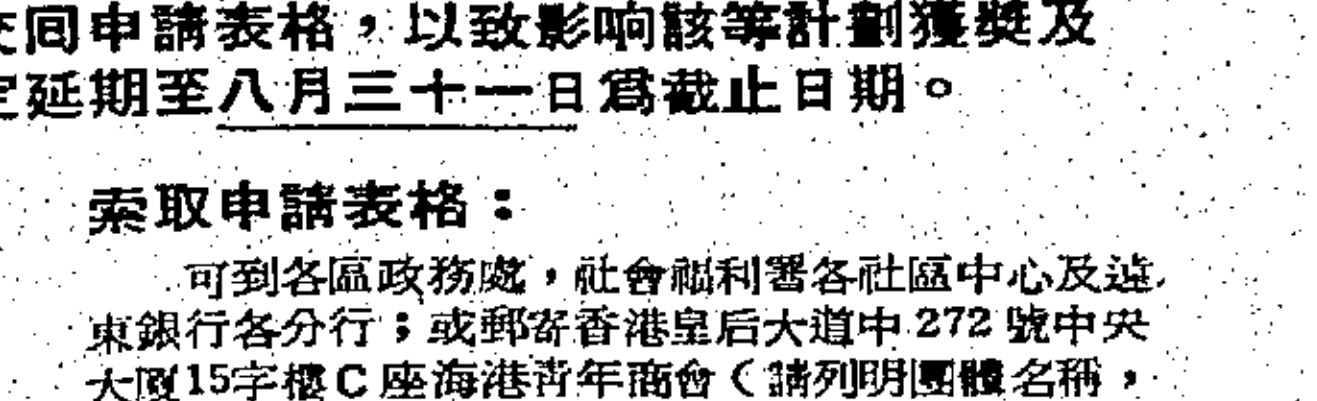 同申請表格，以致影响該等計劃獲奬及
定延期至八月三十一日為截止日期。
索取申請表格：
可到各區政務處，社會福利署各社區中心及遠
東銀行各分行；或郵寄香港皇后大道中272號中央
大厦15字樓C座海港青年商會（請列明團體名稱，